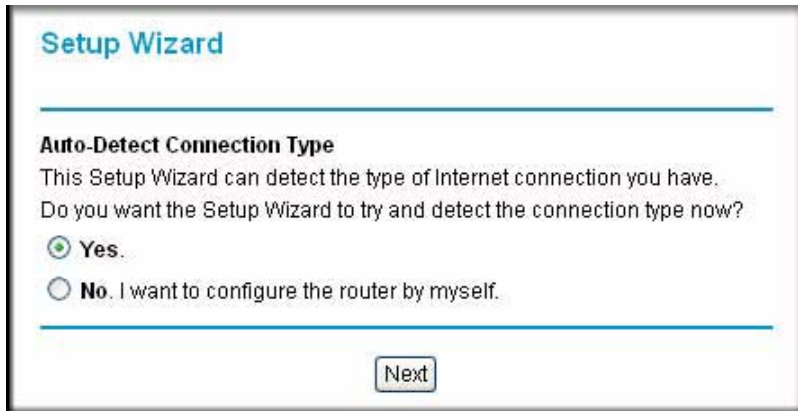 Setup Wizard
Auto-Detect Connection Type
This Setup Wizard can detect the type of Internet connection you have.
Do you want the Setup Wizard to try and detect the connection type now?
Yes.
No. I want to configure the router by myself.
Next